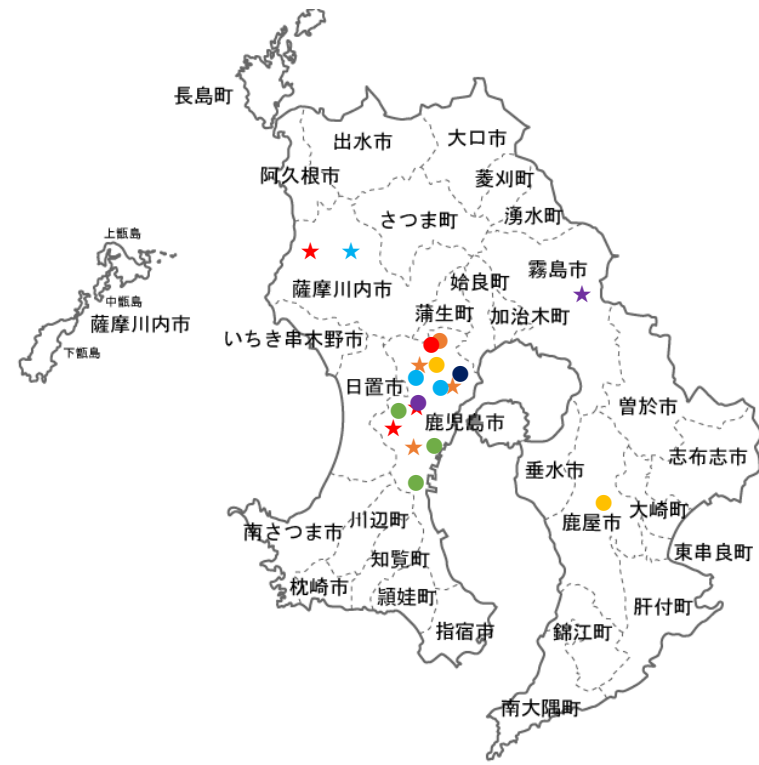 長島町
出水市
大口市
阿久根市
菱刈町
湧水町
さつま町
上甑島
霧島市
姶良町
薩摩川内市
中甑島
蒲生町
加治木町
薩摩川内市
いちき串木野市
下甑島
日置市
曽於市
鹿児島市
志布志市
垂水市
大崎町
鹿屋市
川辺町
南さつま市
東串良町
知覧町
枕崎市
頴娃町
肝付町
指宿市
錦江町
南大隅町